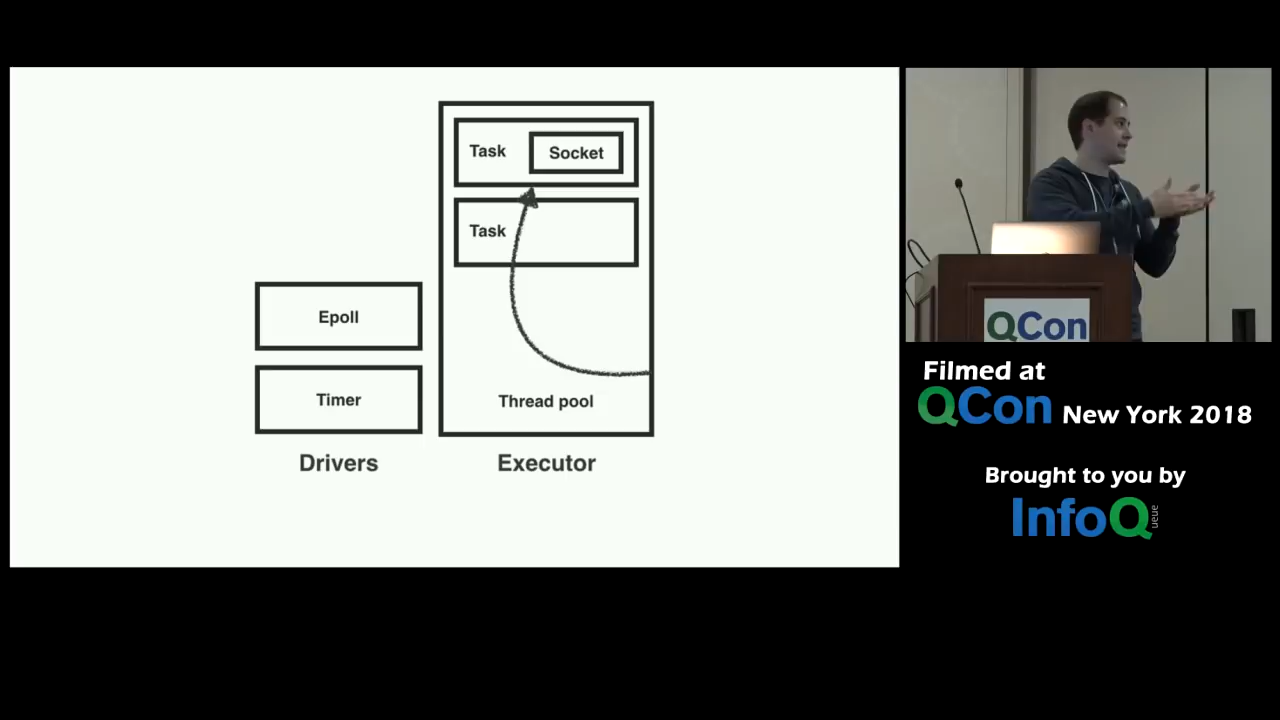 Task
Socket
Task
Epoll
Timer
Thread pool
Drivers
Executor
QCon
Filmed at
QCon New York 2018
Brought to you by
InfoQ
ueue